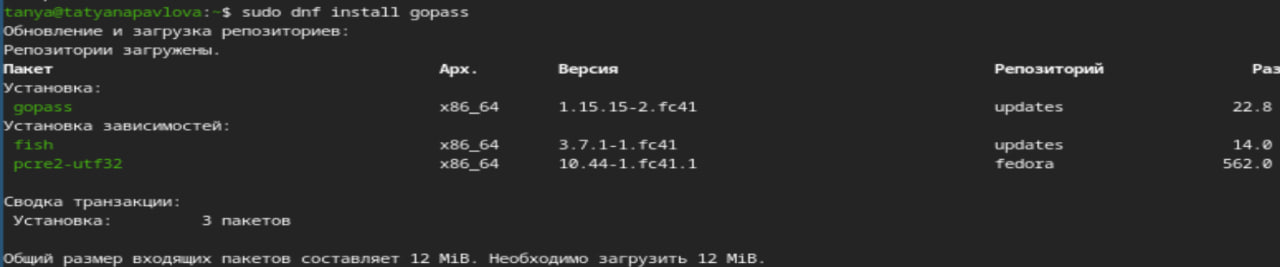 tanya@tatyanapavlova:~$ sudo dnf install gopass
Обновление и загрузка репозиториев:
Репозитории загружены.
Пакет Арх. Версия Репозиторий Раз
Установка:
gopass x86_64 1.15.15-2.fc41 updates 22.8
Установка зависимостей:
fish x86_64 3.7.1-1.fc41 updates 14.0
pcre2-utf32 x86_64 10.44-1.fc41.1 fedora 562.0
Сводка транзакции:
Установка: 3 пакетов
Общий размер входящих пакетов составляет 12 MiB. Необходимо загрузить 12 MiB.